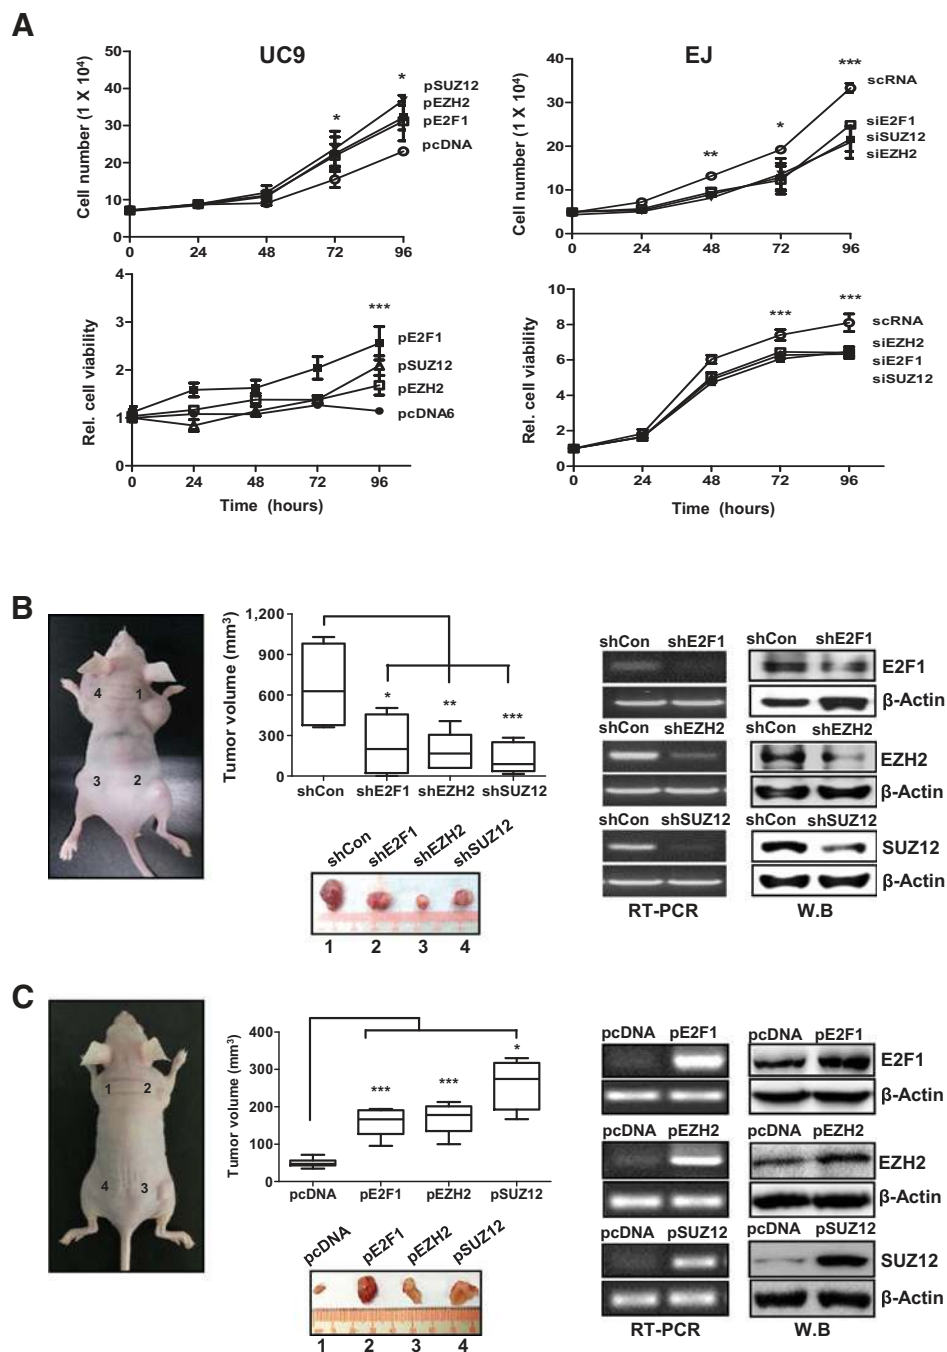 A
UC9
EJ
Cell number (1 X 10⁴)
50
40
30
20
10
0
0 24 48 72 96
*
*
pSUZ12
pEZH2
pE2F1
pcDNA
Cell number (1 X 10⁴)
40
30
20
10
0
0 24 48 72 96
**
*
***
scRNA
siE2F1
siSUZ12
siEZH2
Rel. cell viability
4
3
2
1
0
0 24 48 72 96
Time (hours)
***
pE2F1
pSUZ12
pEZH2
pcDNA6
Rel. cell viability
10
8
6
4
2
0
0 24 48 72 96
Time (hours)
***
***
scRNA
siEZH2
siE2F1
siSUZ12
B
4 1
3 2
Tumor volume (mm³)
1,200
900
600
300
0
* ** ***
shCon shE2F1 shEZH2 shSUZ12
shCon shE2F1 shEZH2 shSUZ12
1 2 3 4
shCon shE2F1 shCon shE2F1
E2F1
β-Actin
shCon shEZH2 shCon shEZH2
EZH2
β-Actin
shCon shSUZ12 shCon shSUZ12
SUZ12
β-Actin
RT-PCR W.B
C
1 2
4 3
Tumor volume (mm³)
400
300
200
100
0
*** *** *
pcDNA pE2F1 pEZH2 pSUZ12
pcDNA pE2F1 pEZH2 pSUZ12
1 2 3 4
pcDNA pE2F1 pcDNA pE2F1
E2F1
β-Actin
pcDNA pEZH2 pcDNA pEZH2
EZH2
β-Actin
pcDNA pSUZ12 pcDNA pSUZ12
SUZ12
β-Actin
RT-PCR W.B